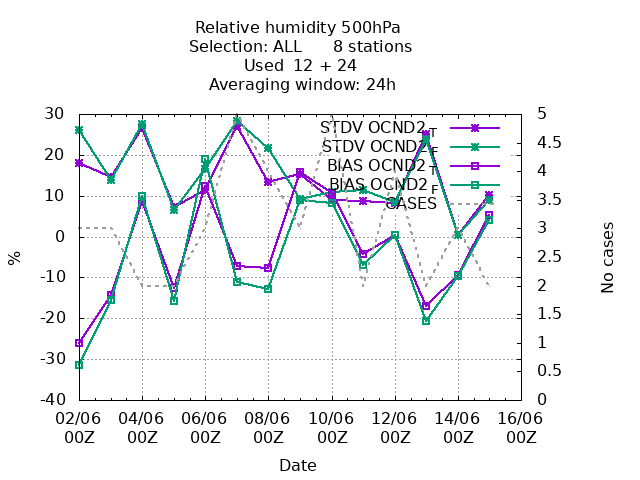 Relative humidity 500hPa
Selection: ALL 8 stations
Used 12 + 24
Averaging window: 24h
STDV OCND2_T
STDV OCND2_F
BIAS OCND2_T
BIAS OCND2_F
CASES
30
20
10
0
-10
-20
-30
-40
%
5
4.5
4
3.5
3
2.5
2
1.5
1
0.5
0
No cases
02/06 04/06 06/06 08/06 10/06 12/06 14/06 16/06
00Z 00Z 00Z 00Z 00Z 00Z 00Z 00Z
Date